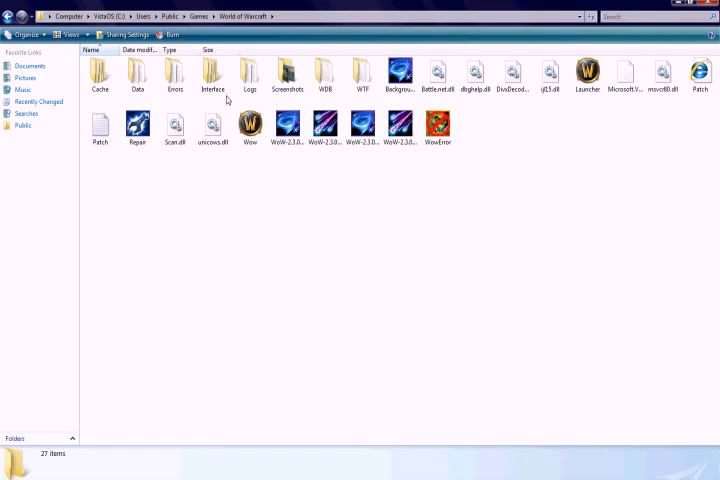 Computer ▸ VistaOS (C:) ▸ Users ▸ Public ▸ Games ▸ World of Warcraft ▸ Search
Organize Views Sharing Settings Burn
Favorite Links
Documents
Pictures
Music
Recently Changed
Searches
Public
Folders
Name Date modif... Type Size
Cache Data Errors Interface Logs Screenshots WDB WTF Backgrou... Battle.net.dll dbghelp.dll DivxDecod... ijl15.dll Launcher Microsoft.V... msvcr80.dll Patch
Patch Repair Scan.dll unicows.dll Wow WoW-2.3.0... WoW-2.3.0... WoW-2.3.0... WoW-2.3.0... WowError
27 items